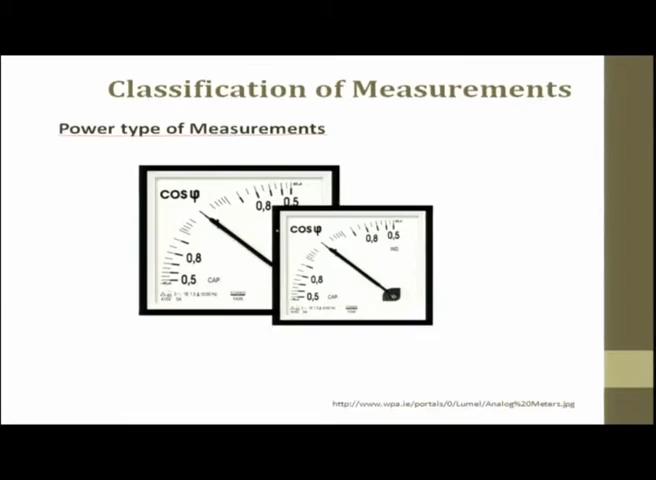 Classification of Measurements
Power type of Measurements
cosφ
0,8 0,5
0,8
0,5 CAP
cosφ
0,8 0,5
IND
0,8
0,5 CAP
http://www.wpa.ie/portals/0/Lumel/Analog%20Meters.jpg